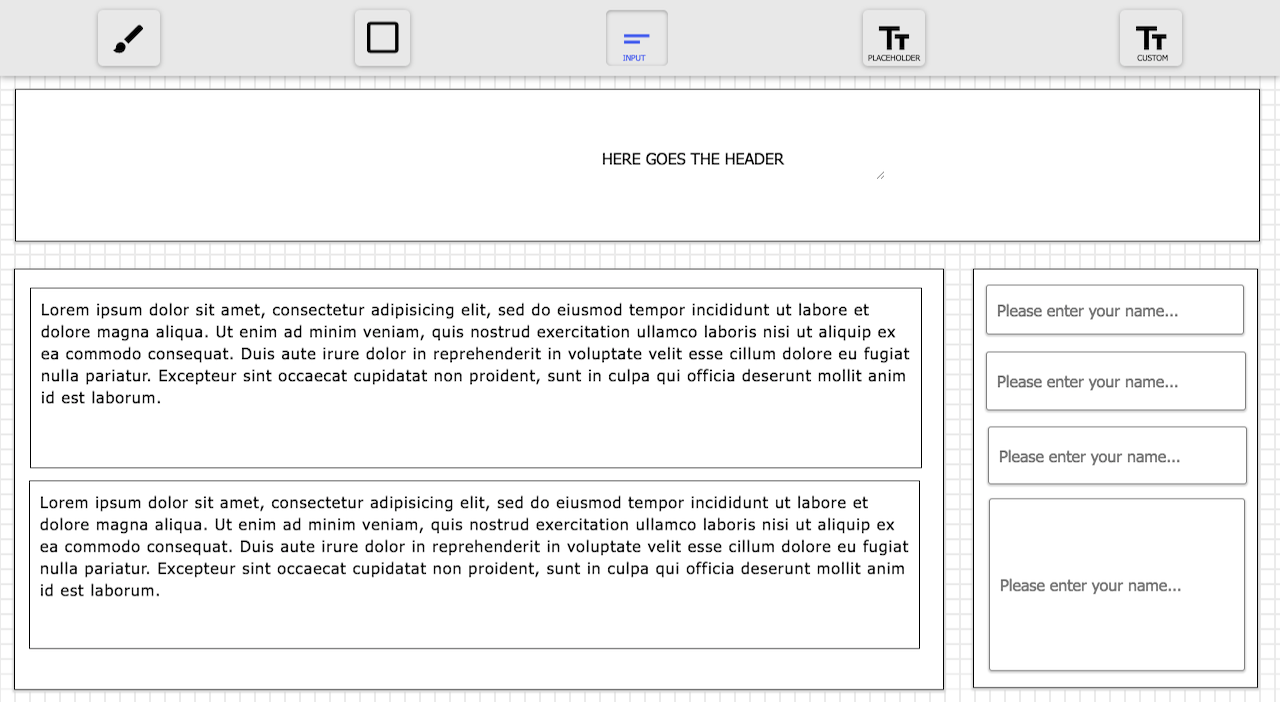 INPUT
PLACEHOLDER
CUSTOM
HERE GOES THE HEADER
Lorem ipsum dolor sit amet, consectetur adipisicing elit, sed do eiusmod tempor incididunt ut labore et
dolore magna aliqua. Ut enim ad minim veniam, quis nostrud exercitation ullamco laboris nisi ut aliquip ex
ea commodo consequat. Duis aute irure dolor in reprehenderit in voluptate velit esse cillum dolore eu fugiat
nulla pariatur. Excepteur sint occaecat cupidatat non proident, sunt in culpa qui officia deserunt mollit anim
id est laborum.
Lorem ipsum dolor sit amet, consectetur adipisicing elit, sed do eiusmod tempor incididunt ut labore et
dolore magna aliqua. Ut enim ad minim veniam, quis nostrud exercitation ullamco laboris nisi ut aliquip ex
ea commodo consequat. Duis aute irure dolor in reprehenderit in voluptate velit esse cillum dolore eu fugiat
nulla pariatur. Excepteur sint occaecat cupidatat non proident, sunt in culpa qui officia deserunt mollit anim
id est laborum.
Please enter your name...
Please enter your name...
Please enter your name...
Please enter your name...